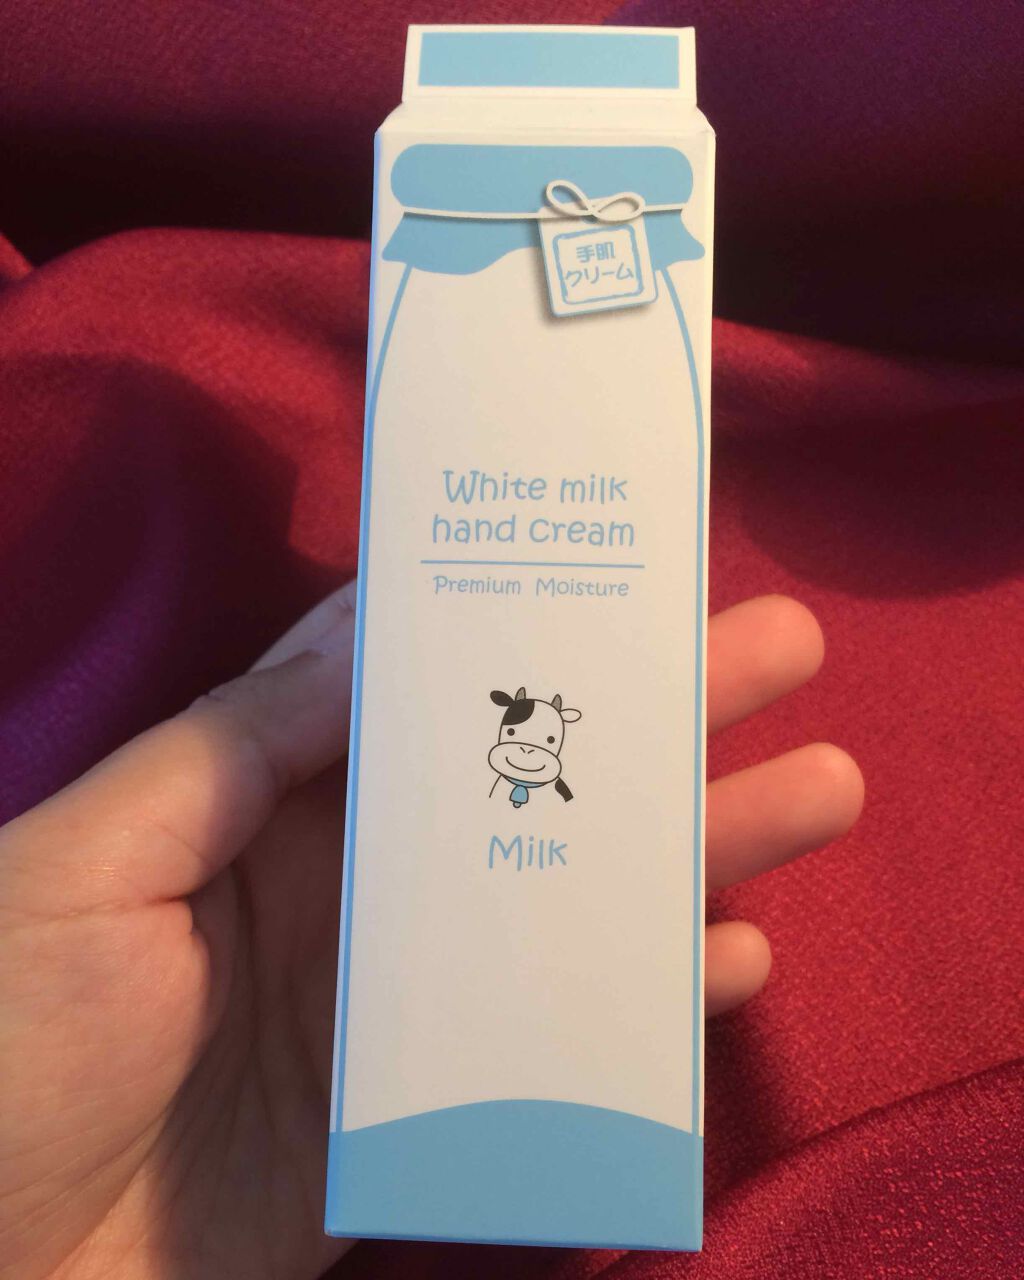 手肌
クリーム
White milk
hand cream
Premium Moisture
Milk